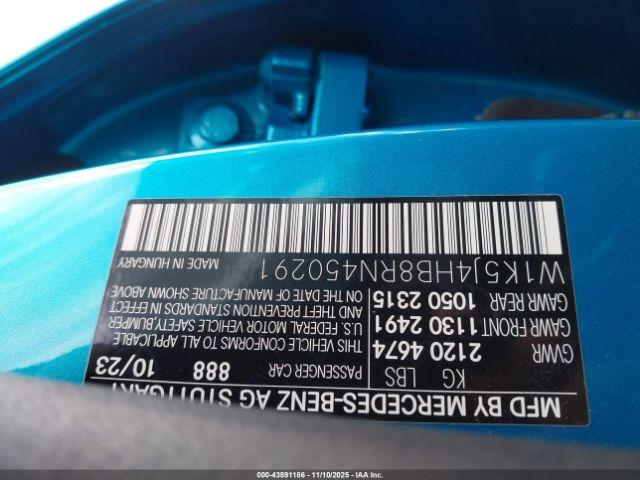 MFD BY MERCEDES-BENZ AG STUTTGART
KG LBS PASSENGER CAR 888 10/23
GVWR 2120 4674 THIS VEHICLE CONFORMS TO ALL APPLICABLE
GAWR FRONT 1130 2491 U.S. FEDERAL MOTOR VEHICLE SAFETY/BUMPER
GAWR REAR 1050 2315 AND THEFT PREVENTION STANDARDS IN EFFECT
ON THE DATE OF MANUFACTURE SHOWN ABOVE
W1K5J4HB8RN450291 MADE IN HUNGARY
000-43591186 - 11/10/2025 - IAAI.com